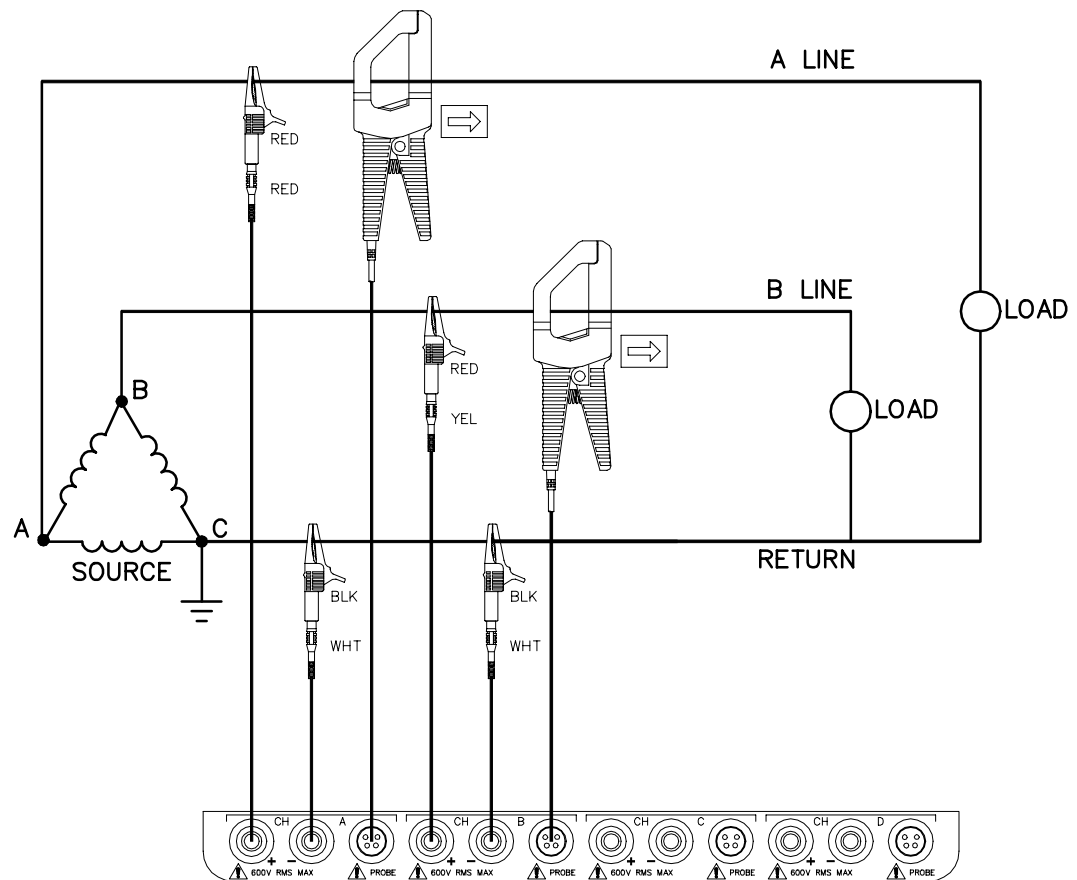 A LINE
RED
RED
B LINE
LOAD
RED
B
LOAD
YEL
A
C
SOURCE
RETURN
BLK
BLK
WHT
WHT
CH A CH B CH C CH D
+ - + - + - + -
600V RMS MAX PROBE 600V RMS MAX PROBE 600V RMS MAX PROBE 600V RMS MAX PROBE